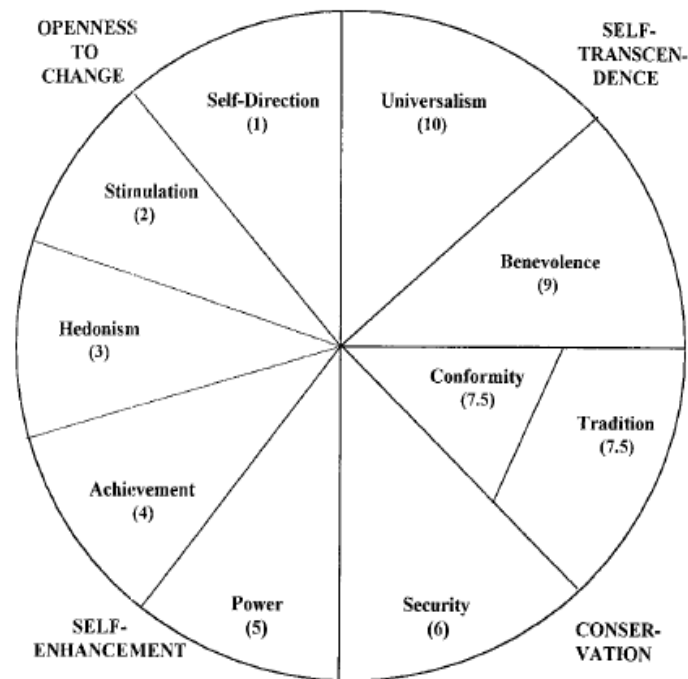 OPENNESS
TO
CHANGE
SELF-
TRANSCEN-
DENCE
Self-Direction
(1)
Universalism
(10)
Stimulation
(2)
Benevolence
(9)
Hedonism
(3)
Conformity
(7.5)
Tradition
(7.5)
Achievement
(4)
Power
(5)
Security
(6)
SELF-
ENHANCEMENT
CONSER-
VATION